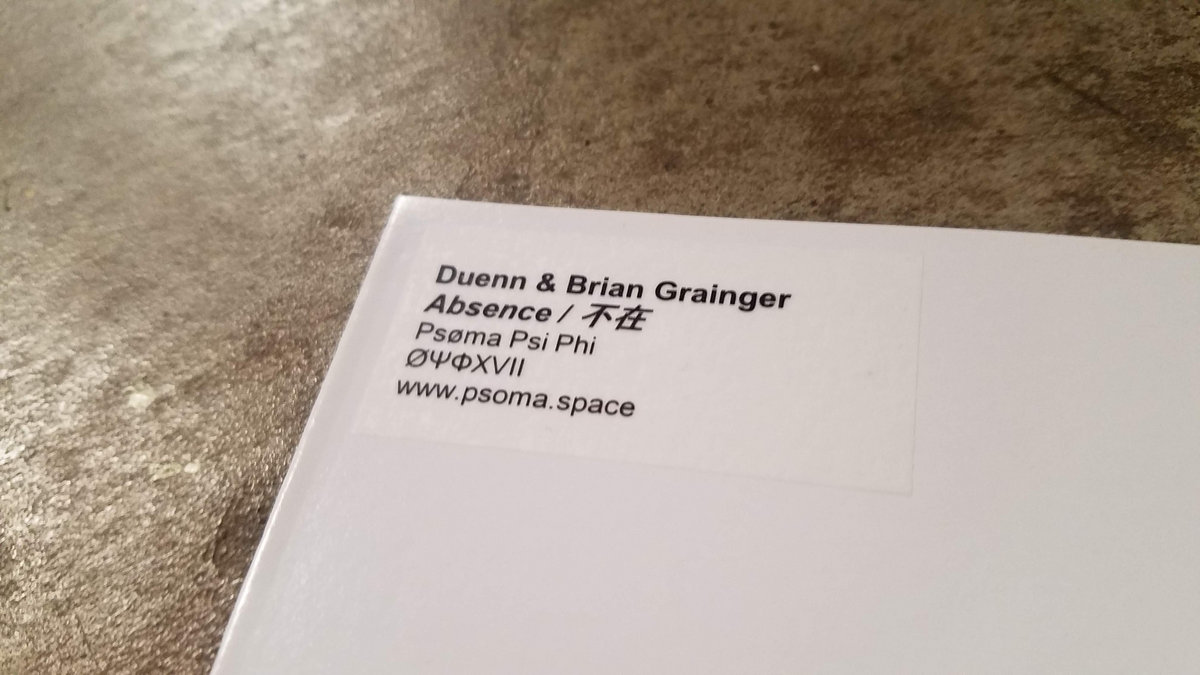 Duenn & Brian Grainger
Absence / 不在
Psøma Psi Phi
ØΨΦXVII
www.psoma.space